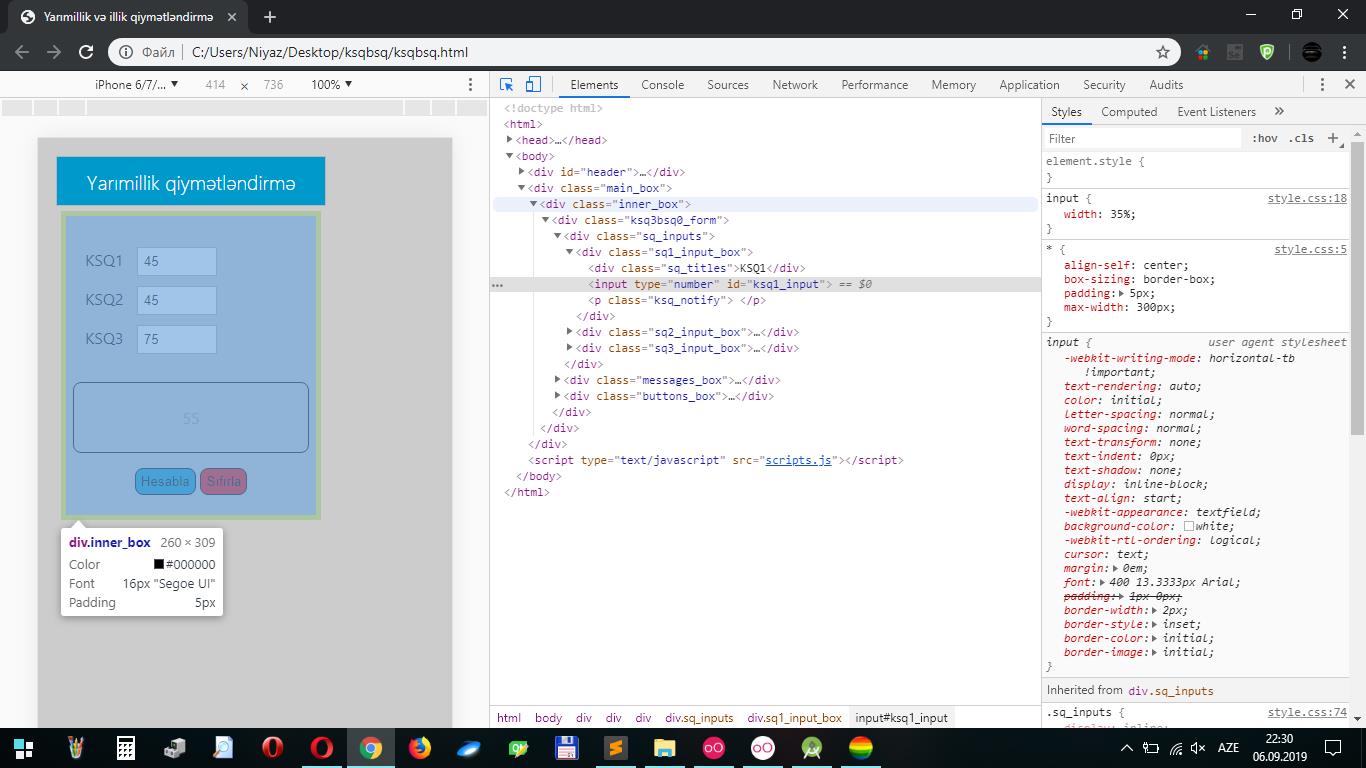 Yarımillik və illik qiymətləndirmə
Файл | C:/Users/Niyaz/Desktop/ksqbsq/ksqbsq.html
iPhone 6/7/... ▼ 414 × 736 100% ▼
Yarımillik qiymətləndirmə
KSQ1 45
KSQ2 45
KSQ3 75
55
Hesabla Sıfırla
div.inner_box 260 × 309
Color #000000
Font 16px "Segoe UI"
Padding 5px
Elements Console Sources Network Performance Memory Application Security Audits
<!doctype html>
<html>
<head>…</head>
<body>
<div id="header">…</div>
<div class="main_box">
<div class="inner_box">
<div class="ksq3bsq0_form">
<div class="sq_inputs">
<div class="sq1_input_box">
<div class="sq_titles">KSQ1</div>
<input type="number" id="ksq1_input"> == $0
<p class="ksq_notify"> </p>
</div>
<div class="sq2_input_box">…</div>
<div class="sq3_input_box">…</div>
</div>
<div class="messages_box">…</div>
<div class="buttons_box">…</div>
</div>
</div>
</div>
<script type="text/javascript" src="scripts.js"></script>
</body>
</html>
html body div div div div.sq_inputs div.sq1_input_box input#ksq1_input
Styles Computed Event Listeners »
Filter :hov .cls +
element.style {
}
input { style.css:18
width: 35%;
}
* { style.css:5
align-self: center;
box-sizing: border-box;
padding: 5px;
max-width: 300px;
}
input { user agent stylesheet
-webkit-writing-mode: horizontal-tb
!important;
text-rendering: auto;
color: initial;
letter-spacing: normal;
word-spacing: normal;
text-transform: none;
text-indent: 0px;
text-shadow: none;
display: inline-block;
text-align: start;
-webkit-appearance: textfield;
background-color: white;
-webkit-rtl-ordering: logical;
cursor: text;
margin: 0em;
font: 400 13.3333px Arial;
padding: 1px 0px;
border-width: 2px;
border-style: inset;
border-color: initial;
border-image: initial;
}
Inherited from div.sq_inputs
.sq_inputs { style.css:74
display: inline;
AZE
22:30
06.09.2019